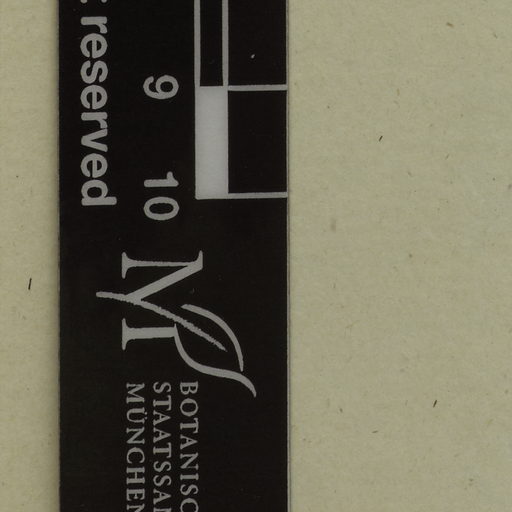 reserved
9 10
BOTANISC
STAATSSA
MÜNCHEN